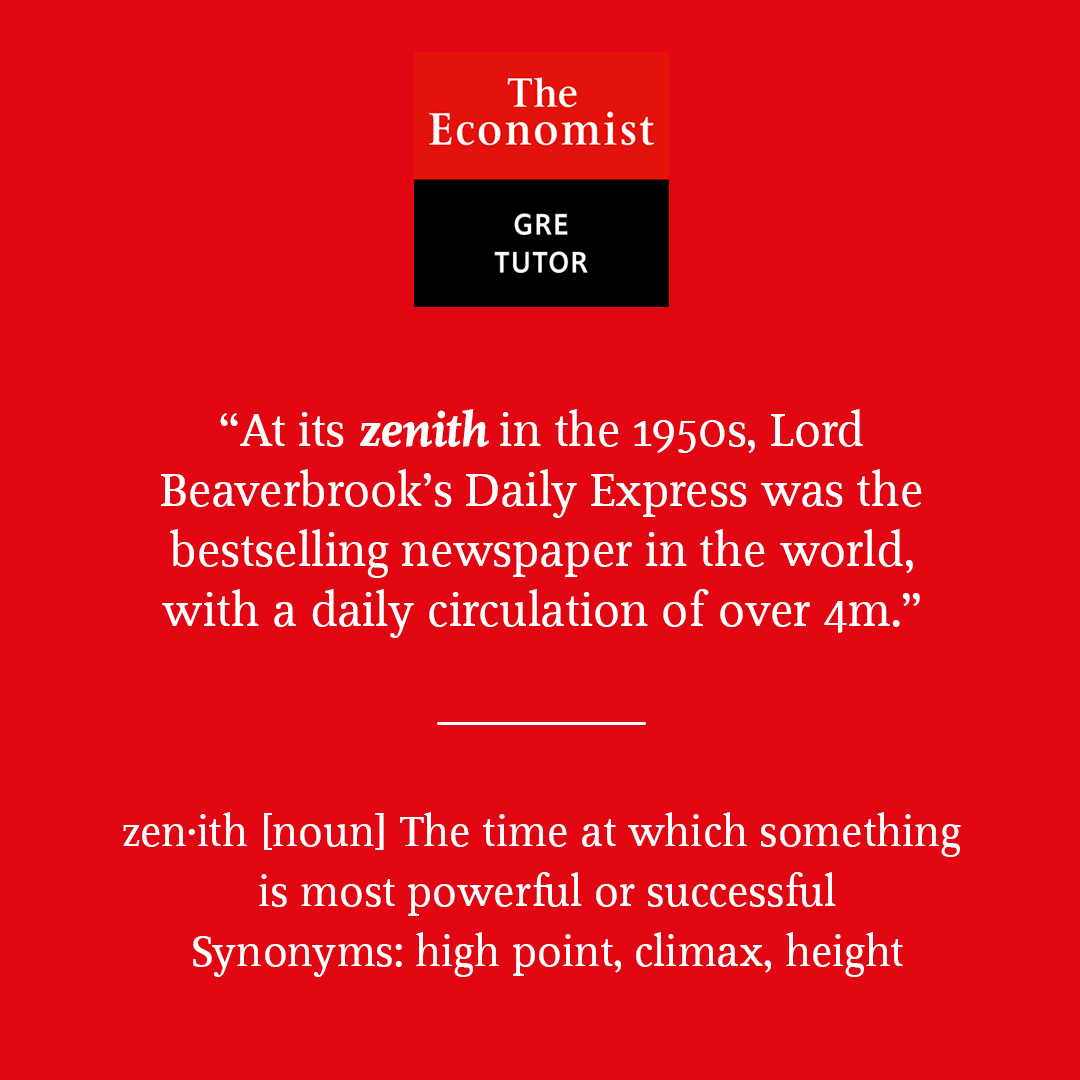 The
Economist
GRE
TUTOR
“At its zenith in the 1950s, Lord
Beaverbrook’s Daily Express was the
bestselling newspaper in the world,
with a daily circulation of over 4m.”
zen·ith [noun] The time at which something
is most powerful or successful
Synonyms: high point, climax, height